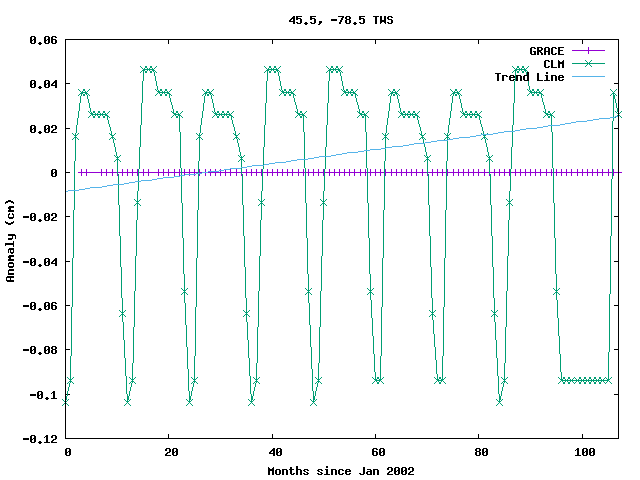 45.5, -78.5 TWS
0.06
0.04
0.02
0
-0.02
-0.04
-0.06
-0.08
-0.1
-0.12
Anomaly (cm)
GRACE
CLM
Trend Line
0 20 40 60 80 100
Months since Jan 2002